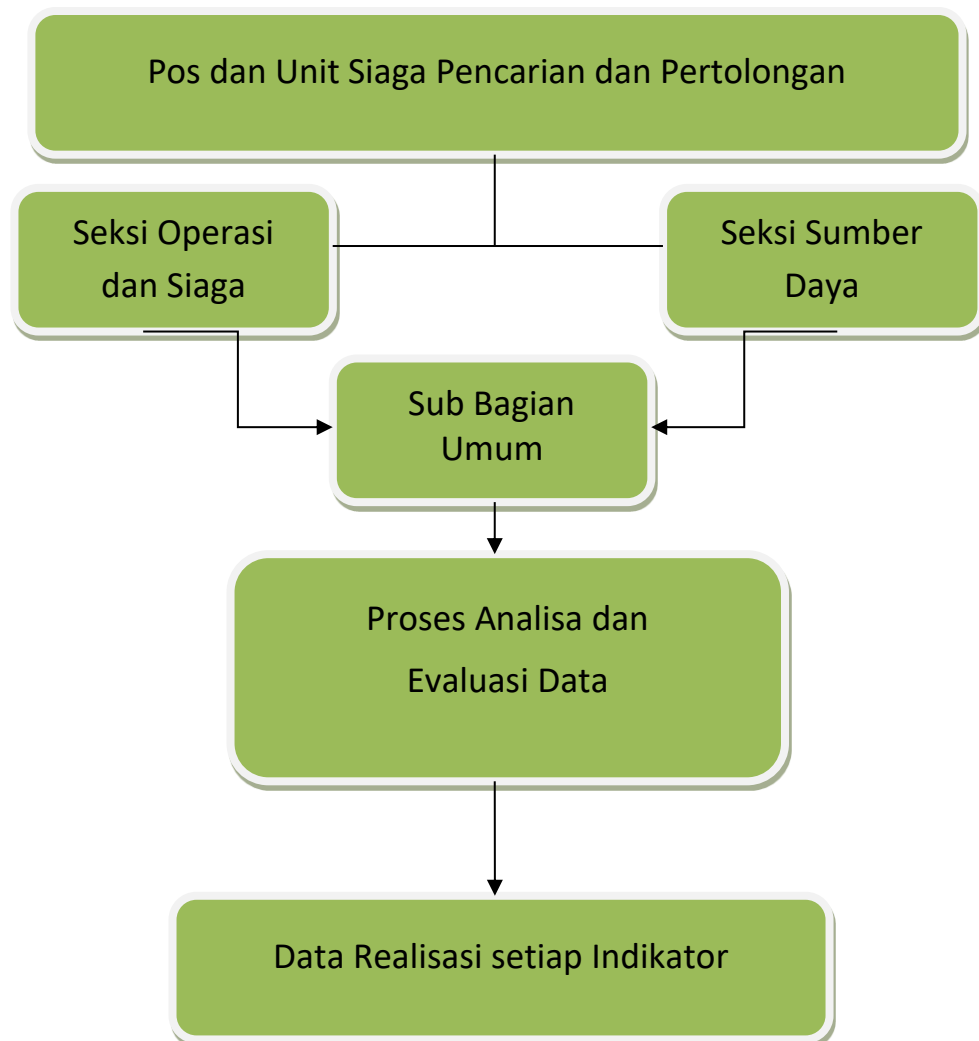 Pos dan Unit Siaga Pencarian dan Pertolongan
Seksi Operasi
dan Siaga
Seksi Sumber
Daya
Sub Bagian
Umum
Proses Analisa dan
Evaluasi Data
Data Realisasi setiap Indikator